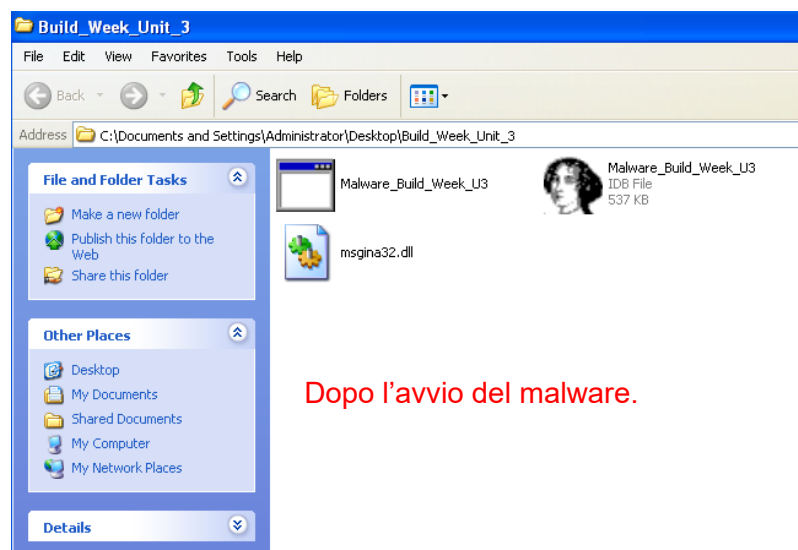 Build_Week_Unit_3
File Edit View Favorites Tools Help
Back Search Folders
Address C:\Documents and Settings\Administrator\Desktop\Build_Week_Unit_3
File and Folder Tasks
Make a new folder
Publish this folder to the
Web
Share this folder
Other Places
Desktop
My Documents
Shared Documents
My Computer
My Network Places
Details
Malware_Build_Week_U3
Malware_Build_Week_U3
IDB File
537 KB
msgina32.dll
Dopo l’avvio del malware.